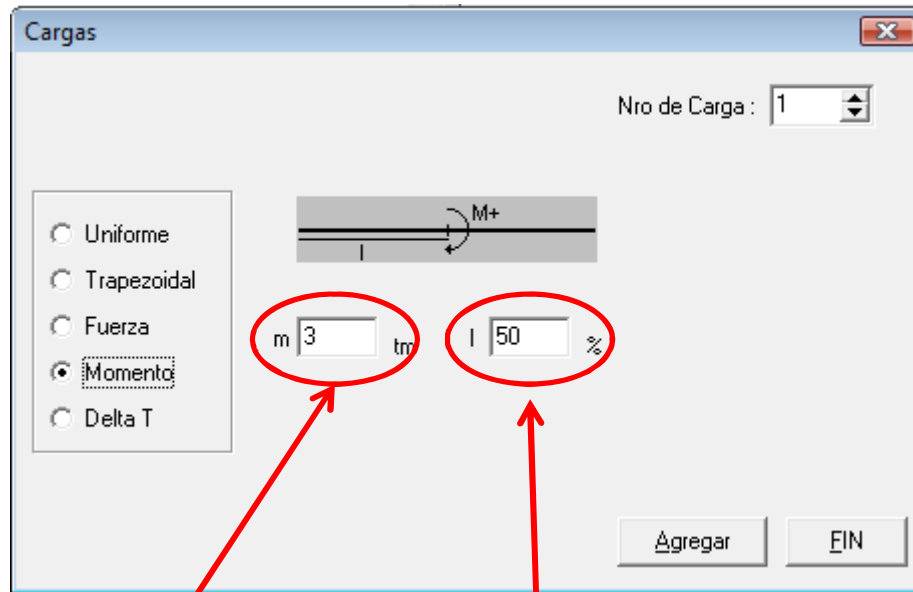 Cargas
Nro de Carga : 1
Uniforme
Trapezoidal
Fuerza
Momento
Delta T
M+
l
m 3 tm l 50 %
Agregar FIN